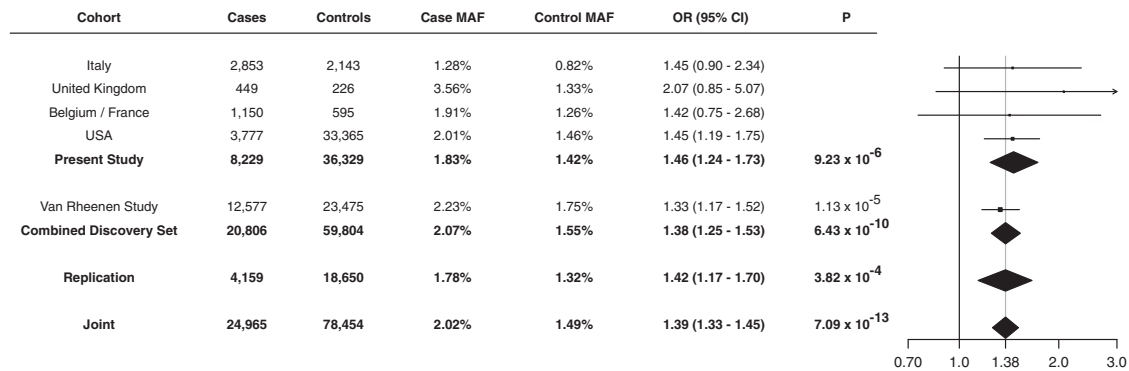 Cohort Cases Controls Case MAF Control MAF OR (95% CI) P
Italy 2,853 2,143 1.28% 0.82% 1.45 (0.90 - 2.34)
United Kingdom 449 226 3.56% 1.33% 2.07 (0.85 - 5.07)
Belgium / France 1,150 595 1.91% 1.26% 1.42 (0.75 - 2.68)
USA 3,777 33,365 2.01% 1.46% 1.45 (1.19 - 1.75)
Present Study 8,229 36,329 1.83% 1.42% 1.46 (1.24 - 1.73) 9.23 x 10-6
Van Rheenen Study 12,577 23,475 2.23% 1.75% 1.33 (1.17 - 1.52) 1.13 x 10-5
Combined Discovery Set 20,806 59,804 2.07% 1.55% 1.38 (1.25 - 1.53) 6.43 x 10-10
Replication 4,159 18,650 1.78% 1.32% 1.42 (1.17 - 1.70) 3.82 x 10-4
Joint 24,965 78,454 2.02% 1.49% 1.39 (1.33 - 1.45) 7.09 x 10-13
0.70 1.0 1.38 2.0 3.0